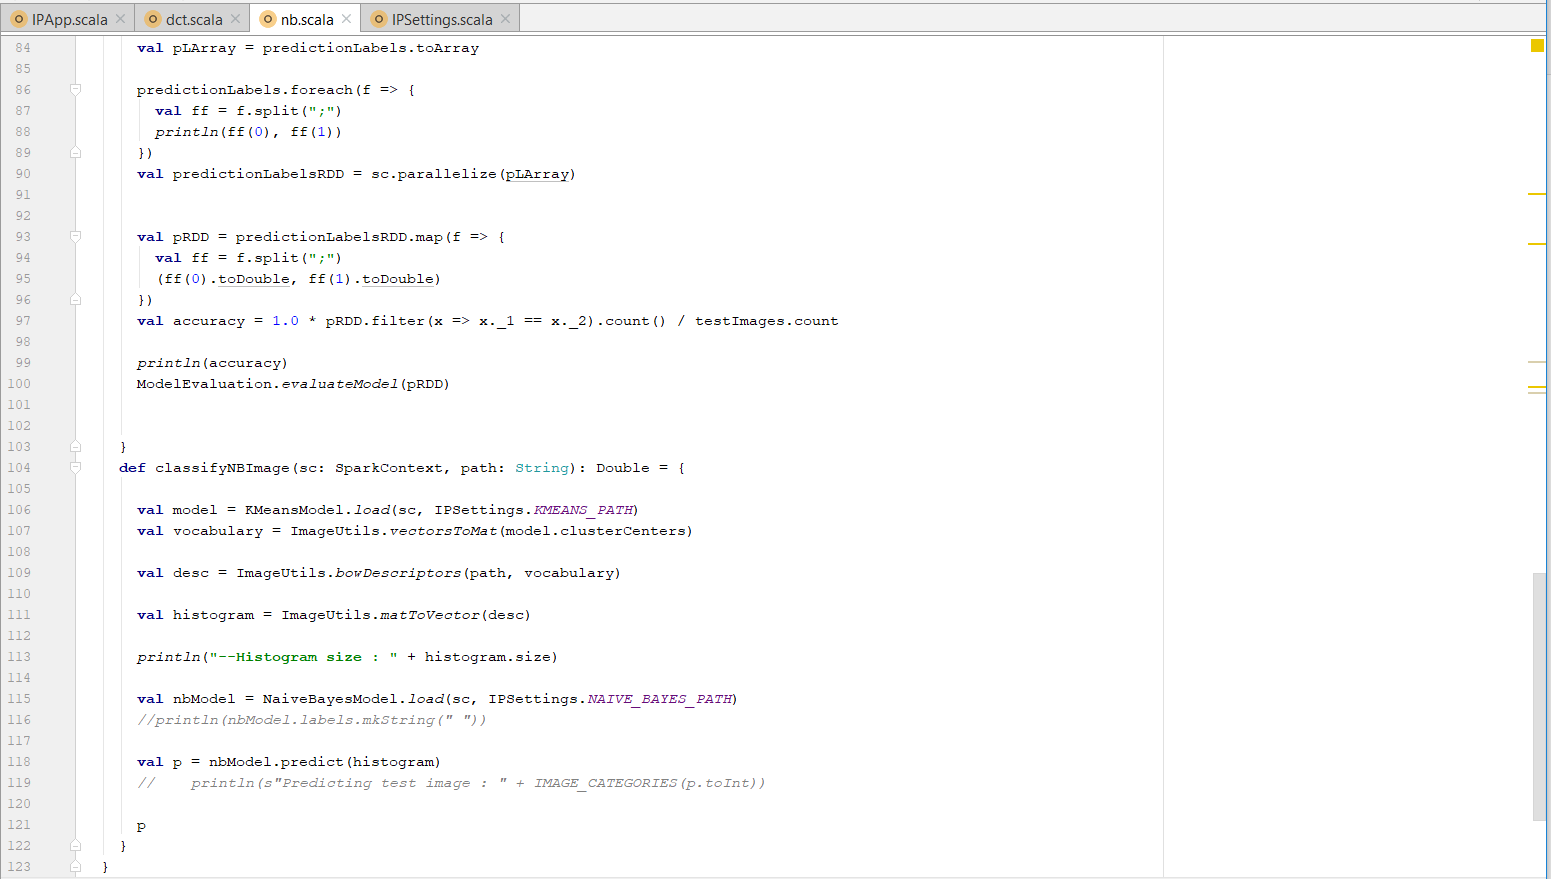 IPApp.scala dct.scala nb.scala IPSettings.scala
84 val pLArray = predictionLabels.toArray
85
86 predictionLabels.foreach(f => {
87 val ff = f.split(";")
88 println(ff(0), ff(1))
89 })
90 val predictionLabelsRDD = sc.parallelize(pLArray)
91
92
93 val pRDD = predictionLabelsRDD.map(f => {
94 val ff = f.split(";")
95 (ff(0).toDouble, ff(1).toDouble)
96 })
97 val accuracy = 1.0 * pRDD.filter(x => x._1 == x._2).count() / testImages.count
98
99 println(accuracy)
100 ModelEvaluation.evaluateModel(pRDD)
101
102
103 }
104 def classifyNBImage(sc: SparkContext, path: String): Double = {
105
106 val model = KMeansModel.load(sc, IPSettings.KMEANS_PATH)
107 val vocabulary = ImageUtils.vectorsToMat(model.clusterCenters)
108
109 val desc = ImageUtils.bowDescriptors(path, vocabulary)
110
111 val histogram = ImageUtils.matToVector(desc)
112
113 println("--Histogram size : " + histogram.size)
114
115 val nbModel = NaiveBayesModel.load(sc, IPSettings.NAIVE_BAYES_PATH)
116 //println(nbModel.labels.mkString(" "))
117
118 val p = nbModel.predict(histogram)
119 // println(s"Predicting test image : " + IMAGE_CATEGORIES(p.toInt))
120
121 p
122 }
123 }